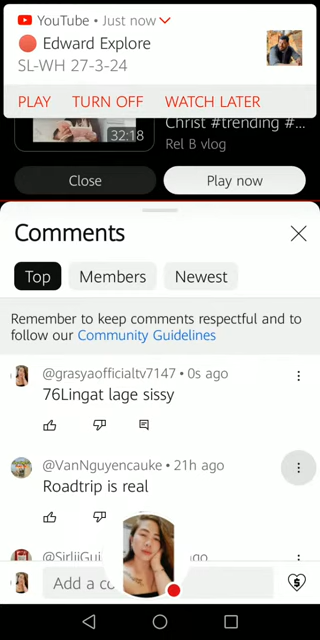 YouTube • Just now
Edward Explore
SL-WH 27-3-24
PLAY TURN OFF WATCH LATER
32:18
Christ #trending #...
Rel B vlog
Close Play now
Comments
Top Members Newest
Remember to keep comments respectful and to
follow our Community Guidelines
@grasyaofficialtv7147 • 0s ago
76Lingat lage sissy
@VanNguyencauke • 21h ago
Roadtrip is real
ago
Add a co